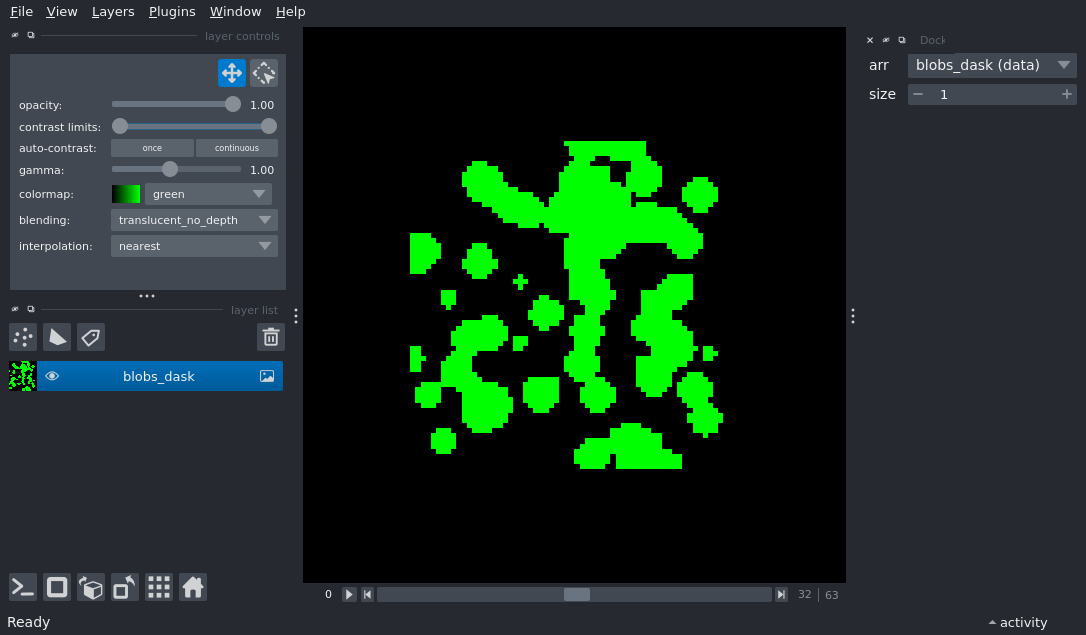 File View Layers Plugins Window Help
layer controls
opacity: 1.00
contrast limits:
auto-contrast: once continuous
gamma: 1.00
colormap: green
blending: translucent_no_depth
interpolation: nearest
layer list
blobs_dask
0 32 63
Dock
arr blobs_dask (data)
size 1
Ready
activity